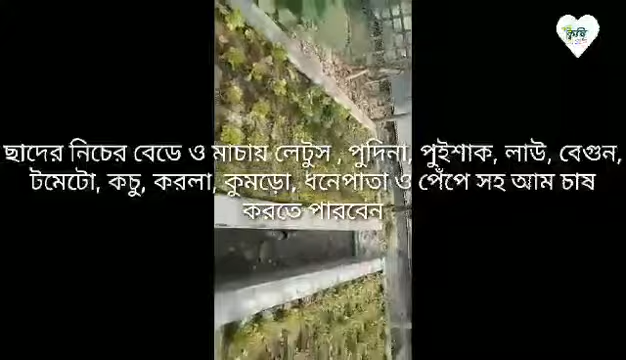 কৃষি
ছাদের নিচের বেডে ও মাচায় লেটুস , পুদিনা, পুইশাক, লাউ, বেগুন,
টমেটো, কচু, করলা, কুমড়ো, ধনেপাতা ও পেঁপে সহ আম চাষ
করতে পারবেন